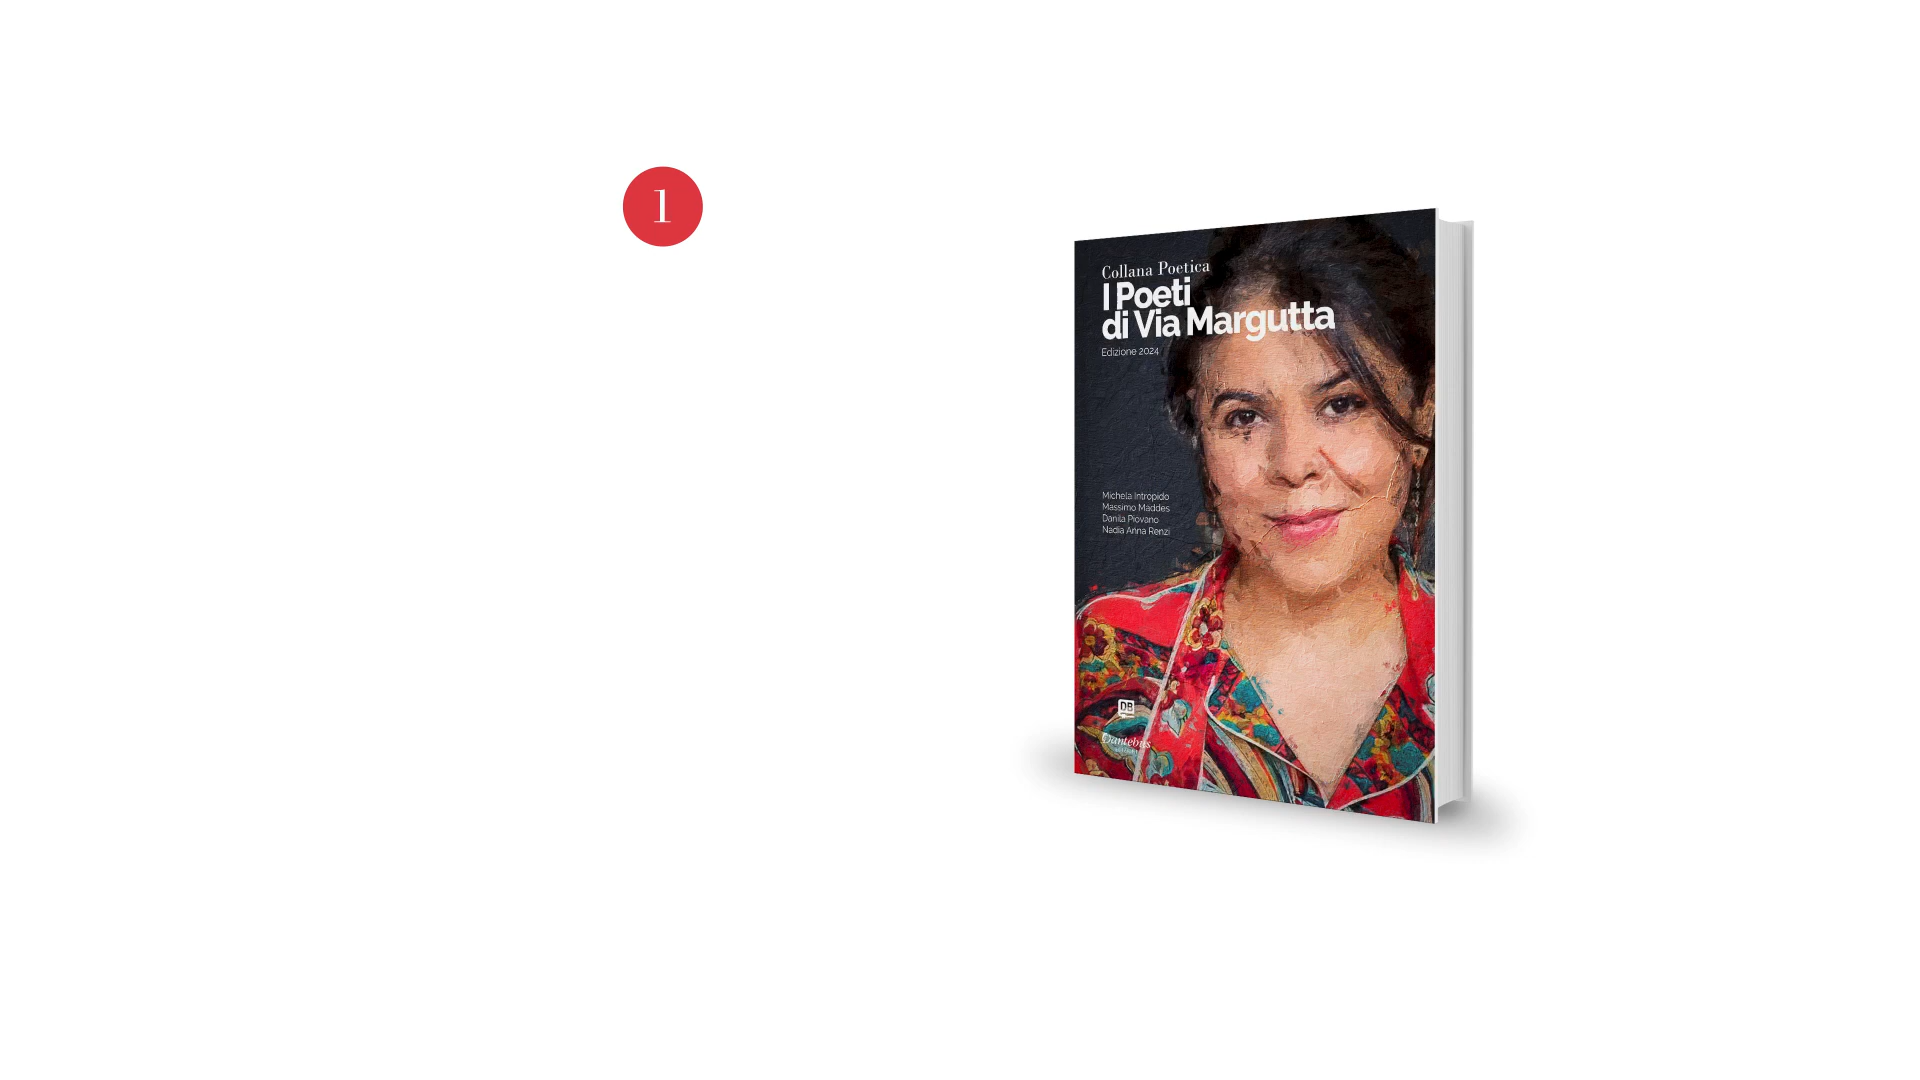 1
Collana Poetica
I Poeti
di Via Margutta
Edizione 2024
Michela Intropido
Massimo Maddes
Danila Piovano
Nadia Anna Renzi
DB
Dantebus